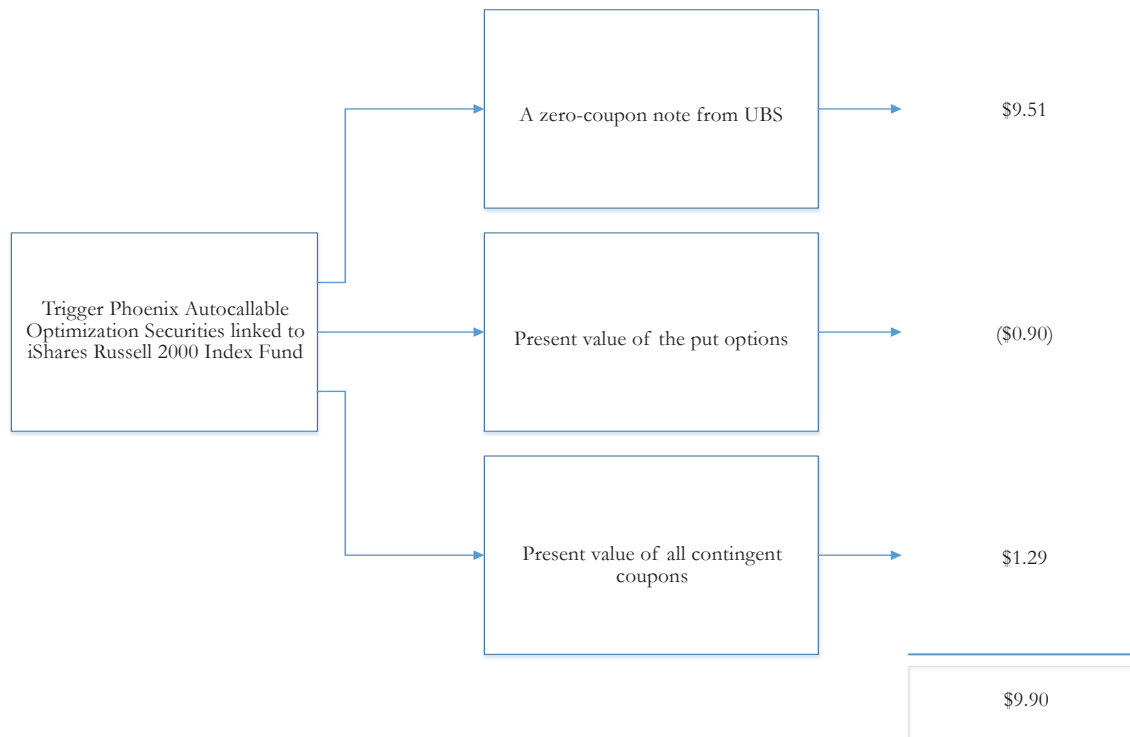 A zero-coupon note from UBS
$9.51
Trigger Phoenix Autocallable
Optimization Securities linked to
iShares Russell 2000 Index Fund
Present value of the put options
($0.90)
Present value of all contingent
coupons
$1.29
$9.90